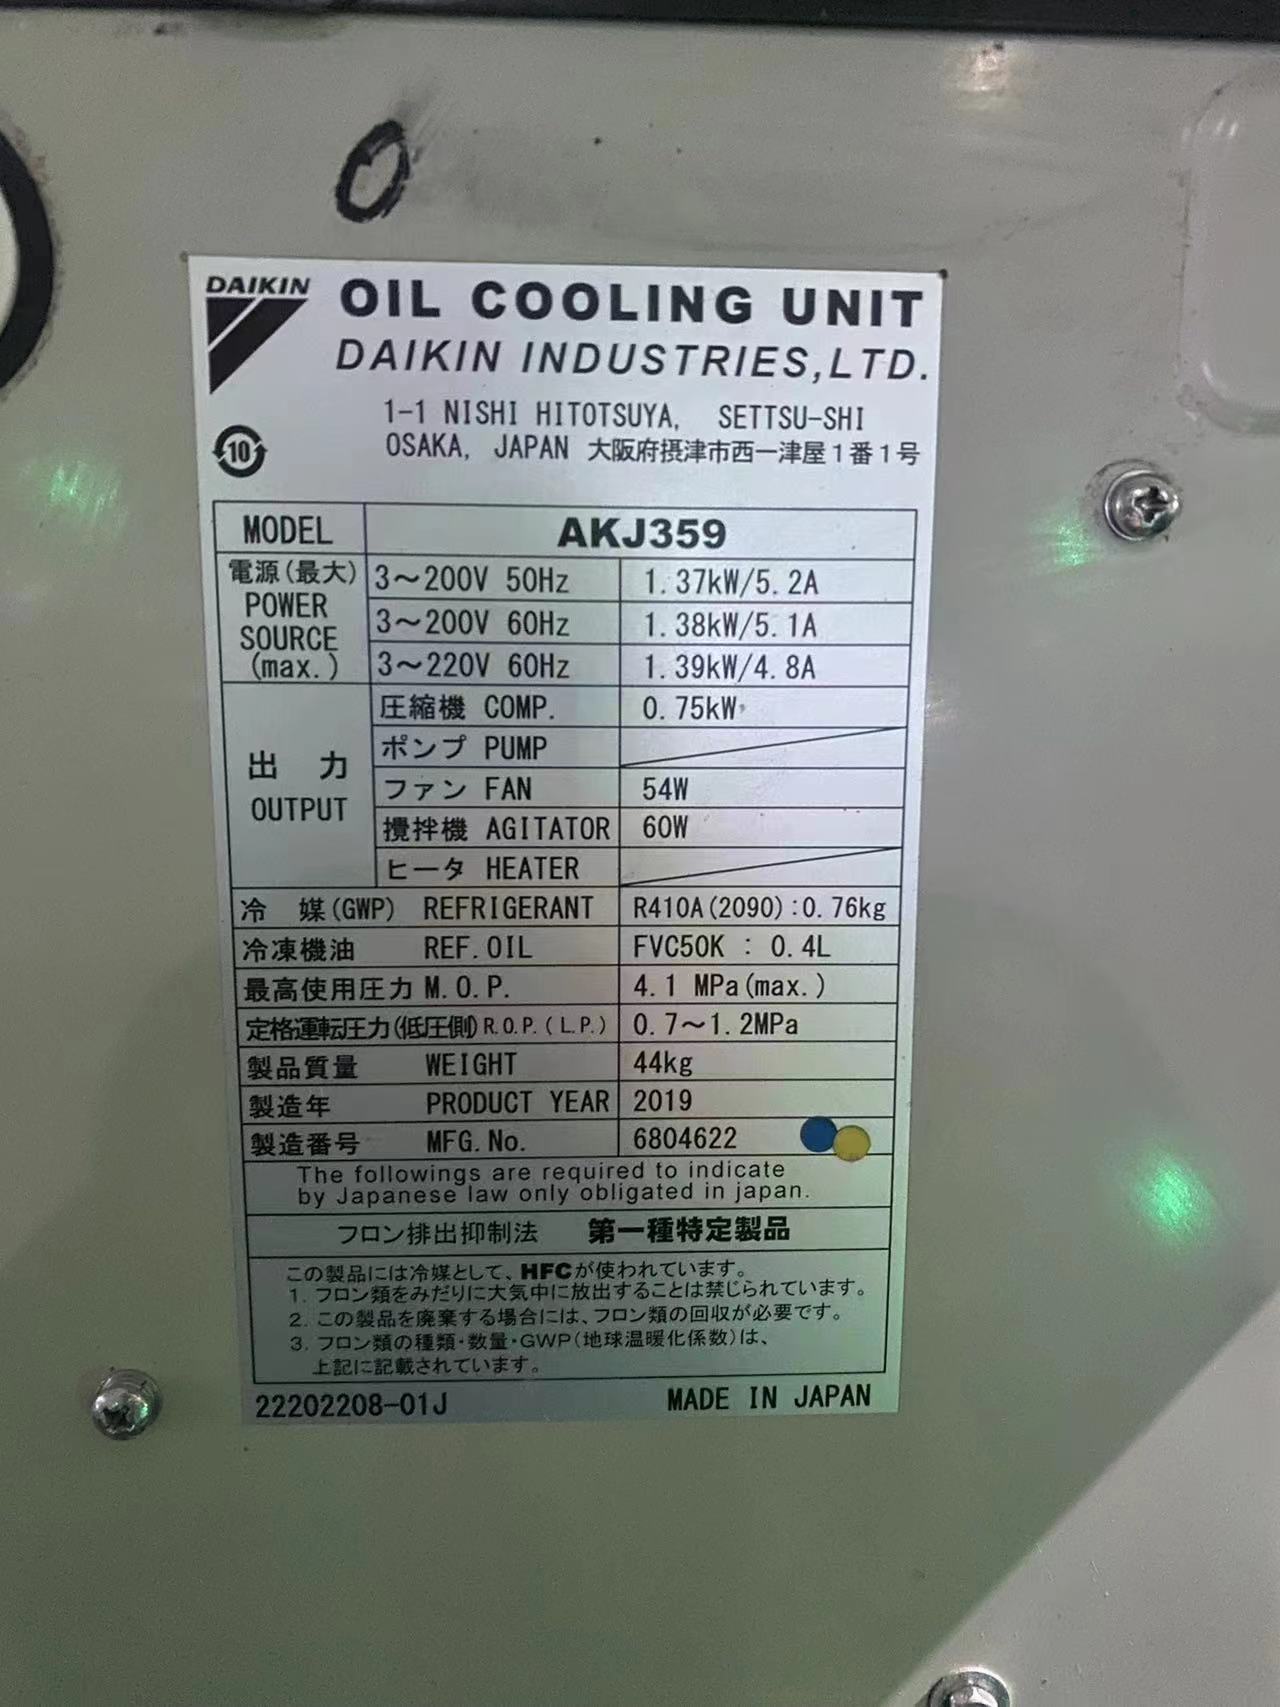 0
DAIKIN
OIL COOLING UNIT
DAIKIN INDUSTRIES,LTD.
1-1 NISHI HITOTSUYA, SETTSU-SHI
OSAKA, JAPAN 大阪府摂津市西一津屋1番1号
10
MODEL AKJ359
電源(最大) POWER SOURCE (max.)
3～200V 50Hz 1.37kW/5.2A
3～200V 60Hz 1.38kW/5.1A
3～220V 60Hz 1.39kW/4.8A
出力 OUTPUT
圧縮機 COMP. 0.75kW
ポンプ PUMP
ファン FAN 54W
攪拌機 AGITATOR 60W
ヒータ HEATER
冷媒(GWP) REFRIGERANT R410A(2090):0.76kg
冷凍機油 REF.OIL FVC50K : 0.4L
最高使用圧力 M.O.P. 4.1 MPa(max.)
定格運転圧力(低圧側) R.O.P.(L.P.) 0.7～1.2MPa
製品質量 WEIGHT 44kg
製造年 PRODUCT YEAR 2019
製造番号 MFG.No. 6804622
The followings are required to indicate
by Japanese law only obligated in japan.
フロン排出抑制法 第一種特定製品
この製品には冷媒として、HFCが使われています。
1. フロン類をみだりに大気中に放出することは禁じられています。
2. この製品を廃棄する場合には、フロン類の回収が必要です。
3. フロン類の種類・数量・GWP(地球温暖化係数)は、
上記に記載されています。
22202208-01J MADE IN JAPAN